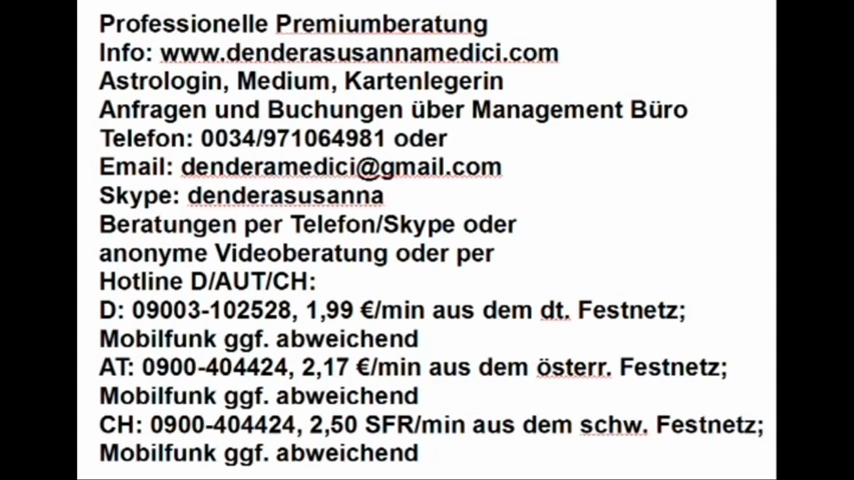 Professionelle Premiumberatung
Info: www.denderasusannamedici.com
Astrologin, Medium, Kartenlegerin
Anfragen und Buchungen über Management Büro
Telefon: 0034/971064981 oder
Email: denderamedici@gmail.com
Skype: denderasusanna
Beratungen per Telefon/Skype oder
anonyme Videoberatung oder per
Hotline D/AUT/CH:
D: 09003-102528, 1,99 €/min aus dem dt. Festnetz;
Mobilfunk ggf. abweichend
AT: 0900-404424, 2,17 €/min aus dem österr. Festnetz;
Mobilfunk ggf. abweichend
CH: 0900-404424, 2,50 SFR/min aus dem schw. Festnetz;
Mobilfunk ggf. abweichend